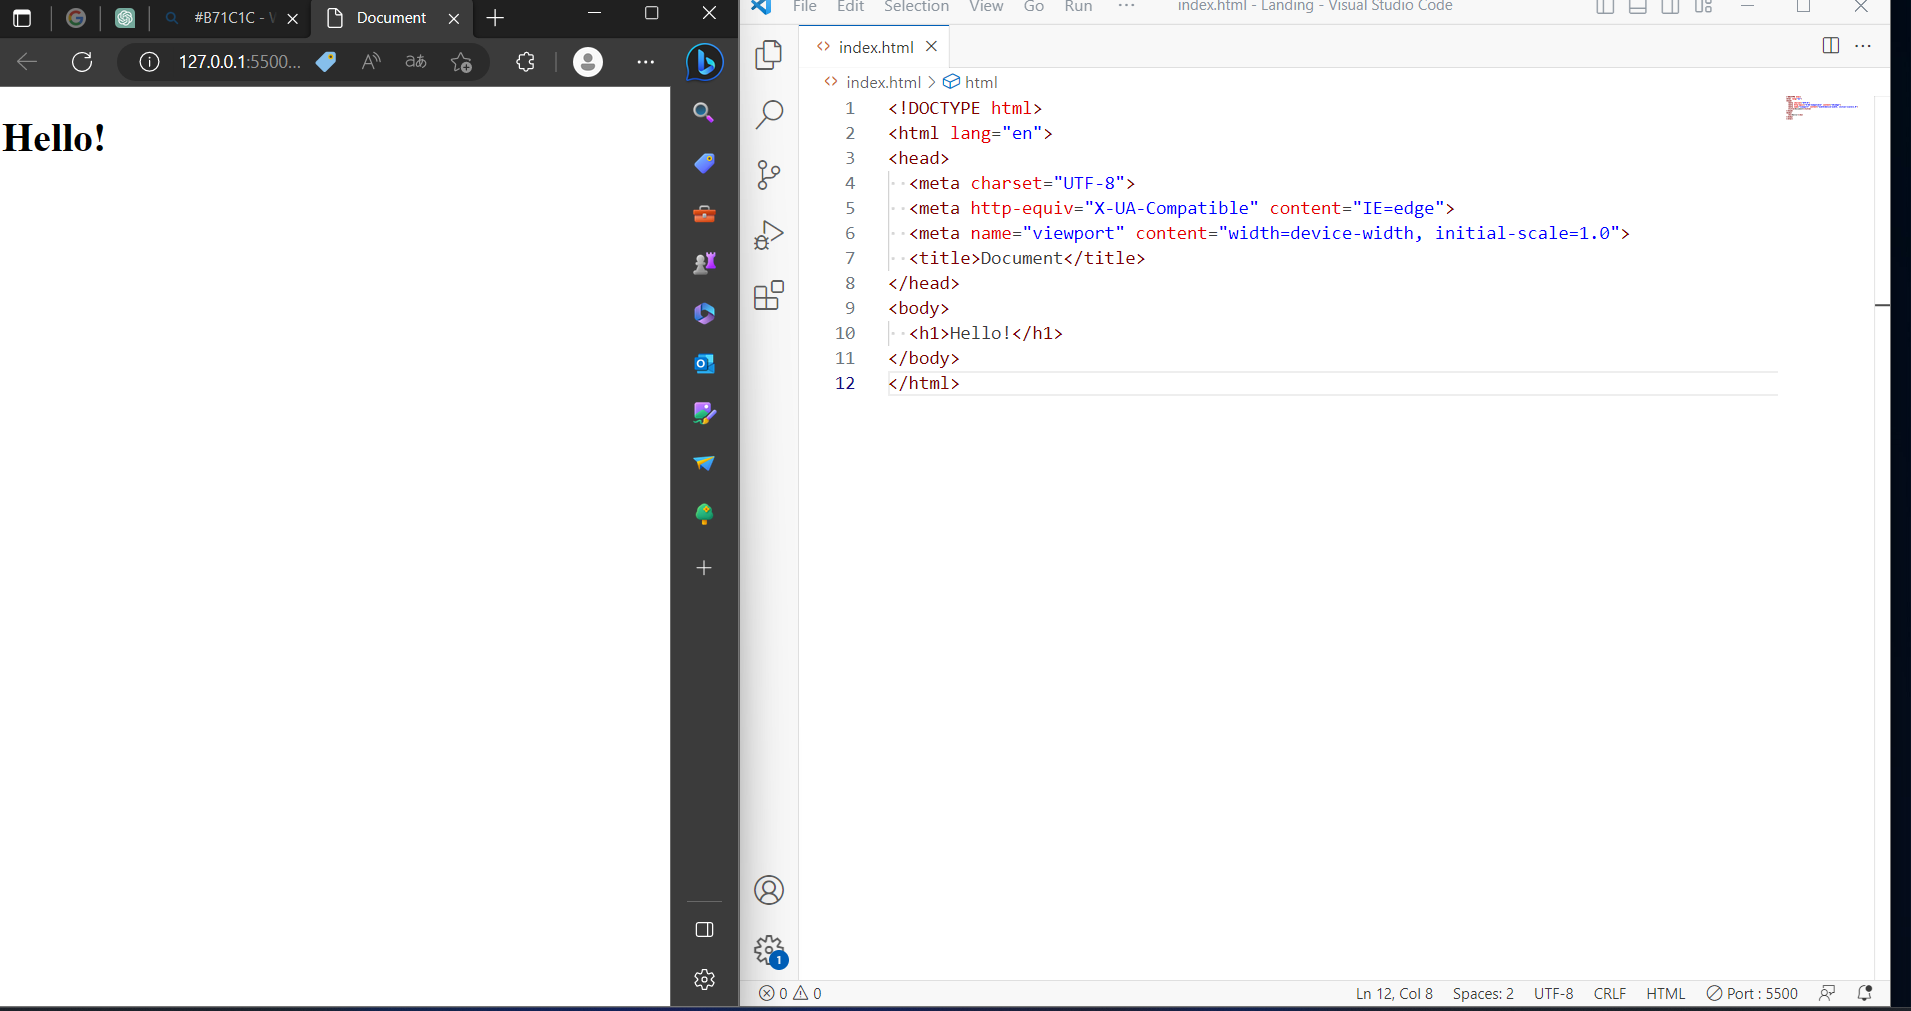 #B71C1C - W
Document
127.0.0.1:5500...
Hello!
File Edit Selection View Go Run ···
index.html - Landing - Visual Studio Code
index.html
index.html > html
1 <!DOCTYPE html>
2 <html lang="en">
3 <head>
4 <meta charset="UTF-8">
5 <meta http-equiv="X-UA-Compatible" content="IE=edge">
6 <meta name="viewport" content="width=device-width, initial-scale=1.0">
7 <title>Document</title>
8 </head>
9 <body>
10 <h1>Hello!</h1>
11 </body>
12 </html>
1
0 0
Ln 12, Col 8 Spaces: 2 UTF-8 CRLF HTML Port : 5500